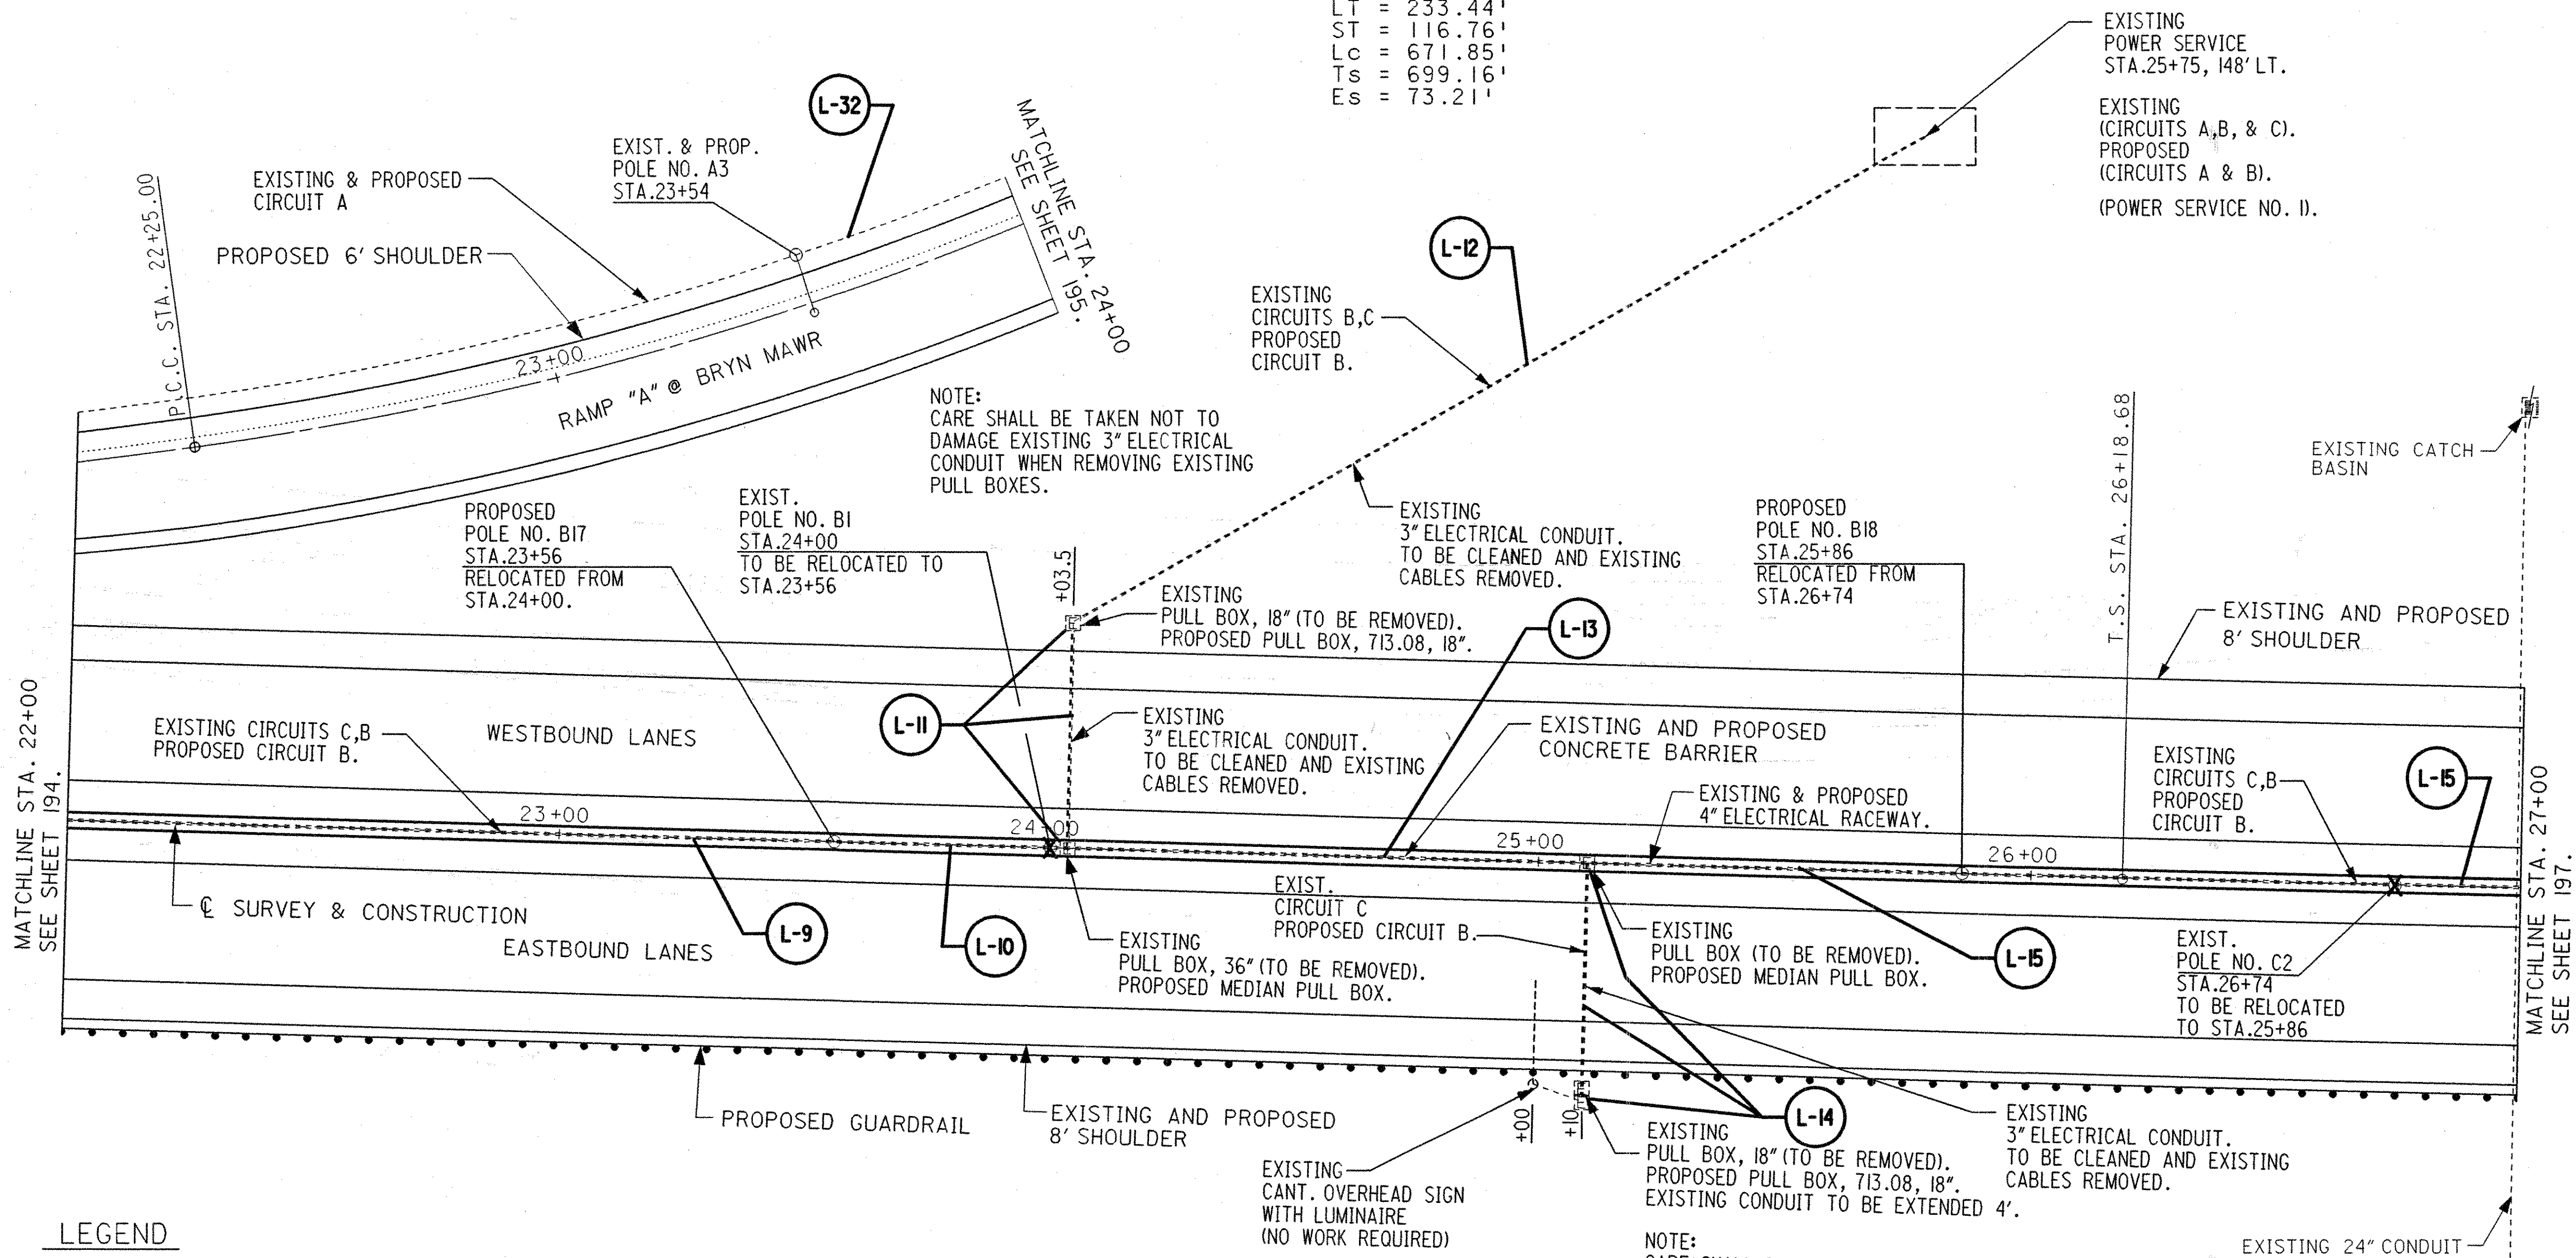 LT = 233.44'
ST = 116.76'
Lc = 671.85'
Ts = 699.16'
Es = 73.21'
EXISTING
POWER SERVICE
STA.25+75, 148' LT.
EXISTING
(CIRCUITS A,B, & C).
PROPOSED
(CIRCUITS A & B).
(POWER SERVICE NO. 1).
L-32
EXIST. & PROP.
POLE NO. A3
STA.23+54
EXISTING & PROPOSED
CIRCUIT A
PROPOSED 6' SHOULDER
P.C.C. STA. 22+25.00
MATCHLINE STA. 24+00
SEE SHEET 195.
23+00
RAMP "A" @ BRYN MAWR
L-12
EXISTING
CIRCUITS B,C
PROPOSED
CIRCUIT B.
NOTE:
CARE SHALL BE TAKEN NOT TO
DAMAGE EXISTING 3" ELECTRICAL
CONDUIT WHEN REMOVING EXISTING
PULL BOXES.
EXISTING CATCH
BASIN
T.S. STA. 26+18.68
PROPOSED
POLE NO. B17
STA.23+56
RELOCATED FROM
STA.24+00.
EXIST.
POLE NO. B1
STA.24+00
TO BE RELOCATED TO
STA.23+56
+03.5
EXISTING
3" ELECTRICAL CONDUIT.
TO BE CLEANED AND EXISTING
CABLES REMOVED.
PROPOSED
POLE NO. B18
STA.25+86
RELOCATED FROM
STA.26+74
EXISTING
PULL BOX, 18" (TO BE REMOVED).
PROPOSED PULL BOX, 713.08, 18".
L-13
EXISTING AND PROPOSED
8' SHOULDER
MATCHLINE STA. 22+00
SEE SHEET 194.
EXISTING CIRCUITS C,B
PROPOSED CIRCUIT B.
WESTBOUND LANES
L-11
EXISTING
3" ELECTRICAL CONDUIT.
TO BE CLEANED AND EXISTING
CABLES REMOVED.
EXISTING AND PROPOSED
CONCRETE BARRIER
EXISTING & PROPOSED
4" ELECTRICAL RACEWAY.
EXISTING
CIRCUITS C,B
PROPOSED
CIRCUIT B.
L-15
MATCHLINE STA. 27+00
SEE SHEET 197.
23+00
24+00
25+00
26+00
℄ SURVEY & CONSTRUCTION
EASTBOUND LANES
L-9
L-10
EXISTING
PULL BOX, 36" (TO BE REMOVED).
PROPOSED MEDIAN PULL BOX.
EXIST.
CIRCUIT C
PROPOSED CIRCUIT B.
EXISTING
PULL BOX (TO BE REMOVED).
PROPOSED MEDIAN PULL BOX.
L-15
EXIST.
POLE NO. C2
STA.26+74
TO BE RELOCATED
TO STA.25+86
PROPOSED GUARDRAIL
EXISTING AND PROPOSED
8' SHOULDER
+00
+10
L-14
EXISTING
CANT. OVERHEAD SIGN
WITH LUMINAIRE
(NO WORK REQUIRED)
EXISTING
PULL BOX, 18" (TO BE REMOVED).
PROPOSED PULL BOX, 713.08, 18".
EXISTING CONDUIT TO BE EXTENDED 4'.
EXISTING
3" ELECTRICAL CONDUIT.
TO BE CLEANED AND EXISTING
CABLES REMOVED.
LEGEND
NOTE:
EXISTING 24" CONDUIT